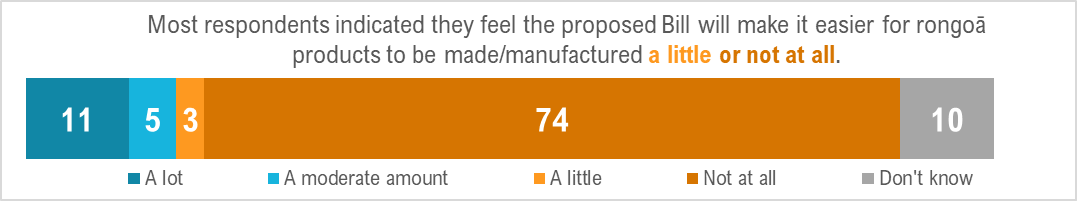 Most respondents indicated they feel the proposed Bill will make it easier for rongoā
products to be made/manufactured a little or not at all.
11 5 3 74 10
A lot A moderate amount A little Not at all Don't know